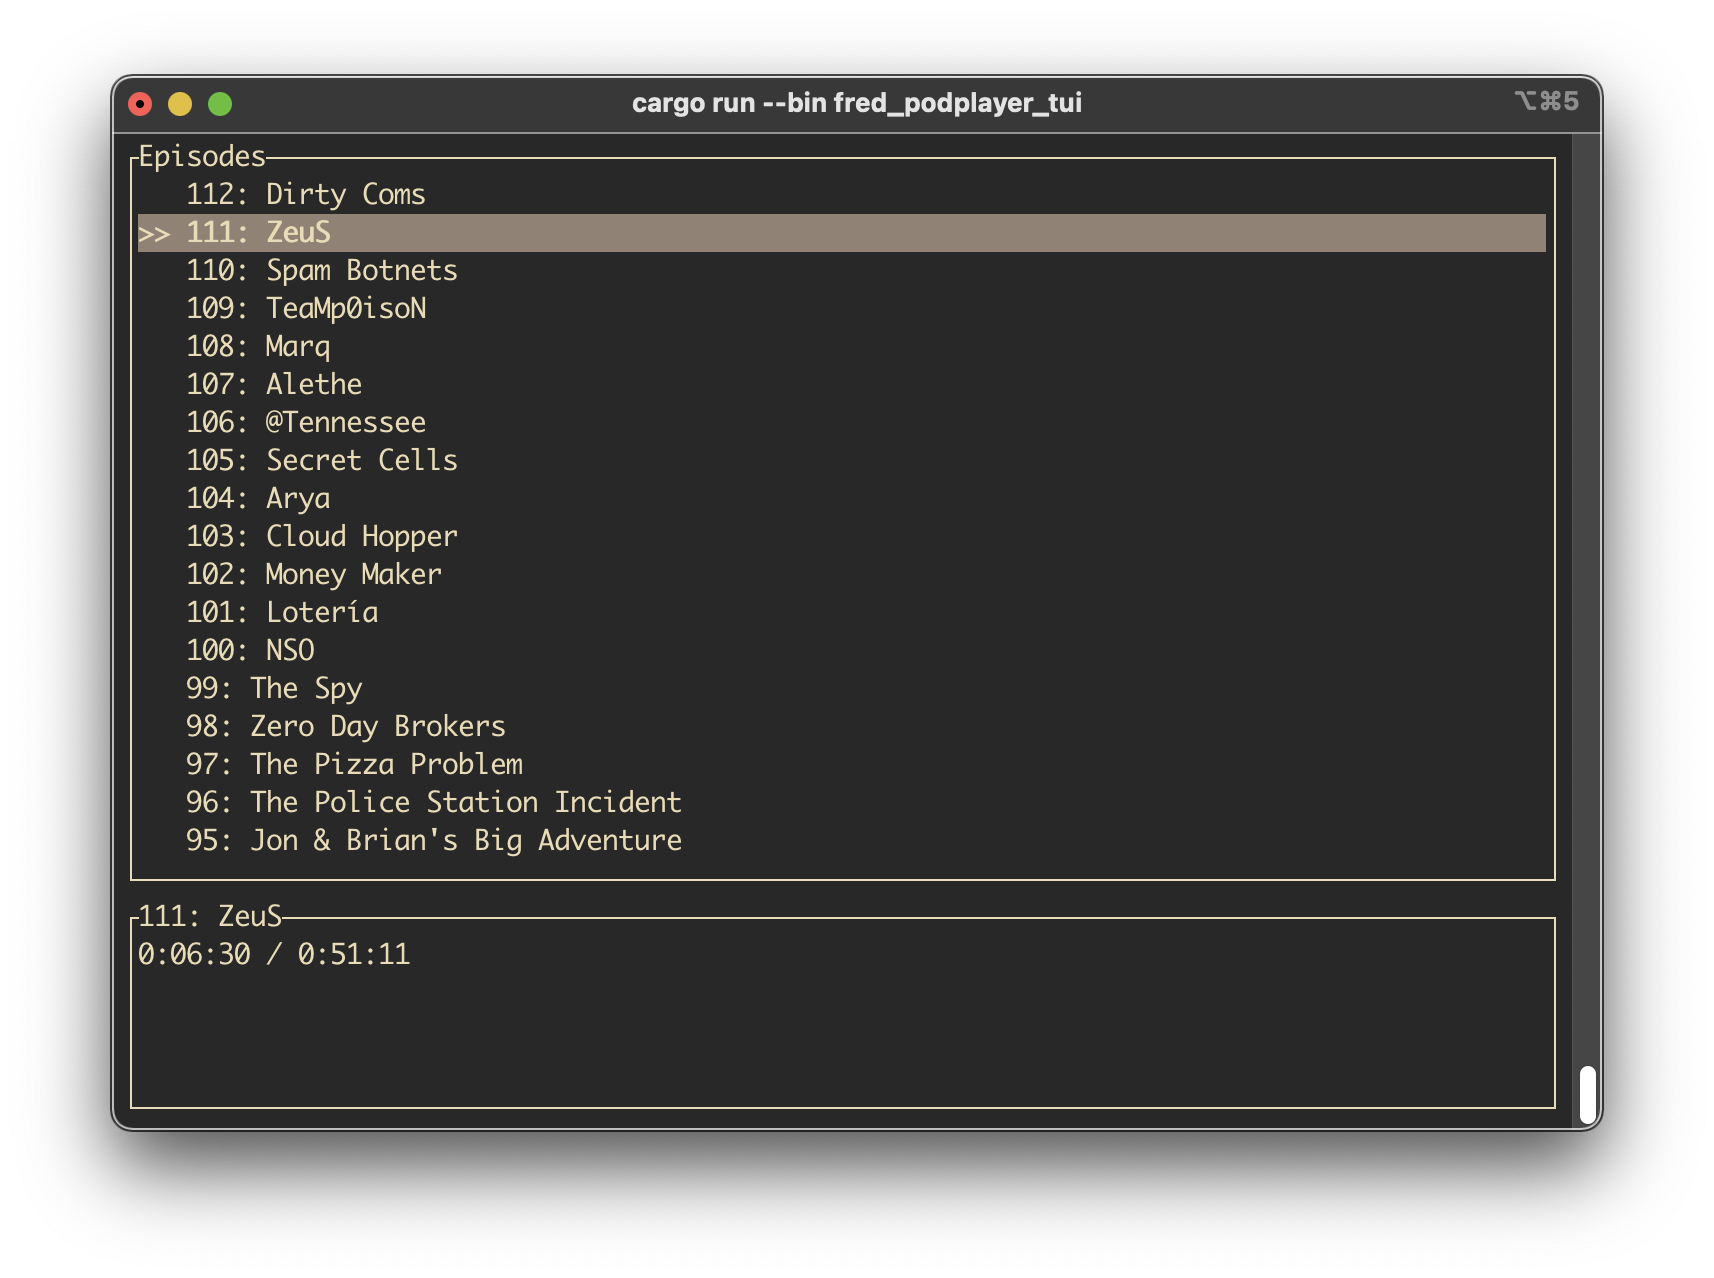 cargo run --bin fred_podplayer_tui
⌥⌘5
Episodes
112: Dirty Coms
>> 111: ZeuS
110: Spam Botnets
109: TeaMp0isoN
108: Marq
107: Alethe
106: @Tennessee
105: Secret Cells
104: Arya
103: Cloud Hopper
102: Money Maker
101: Lotería
100: NSO
99: The Spy
98: Zero Day Brokers
97: The Pizza Problem
96: The Police Station Incident
95: Jon & Brian's Big Adventure
111: ZeuS
0:06:30 / 0:51:11